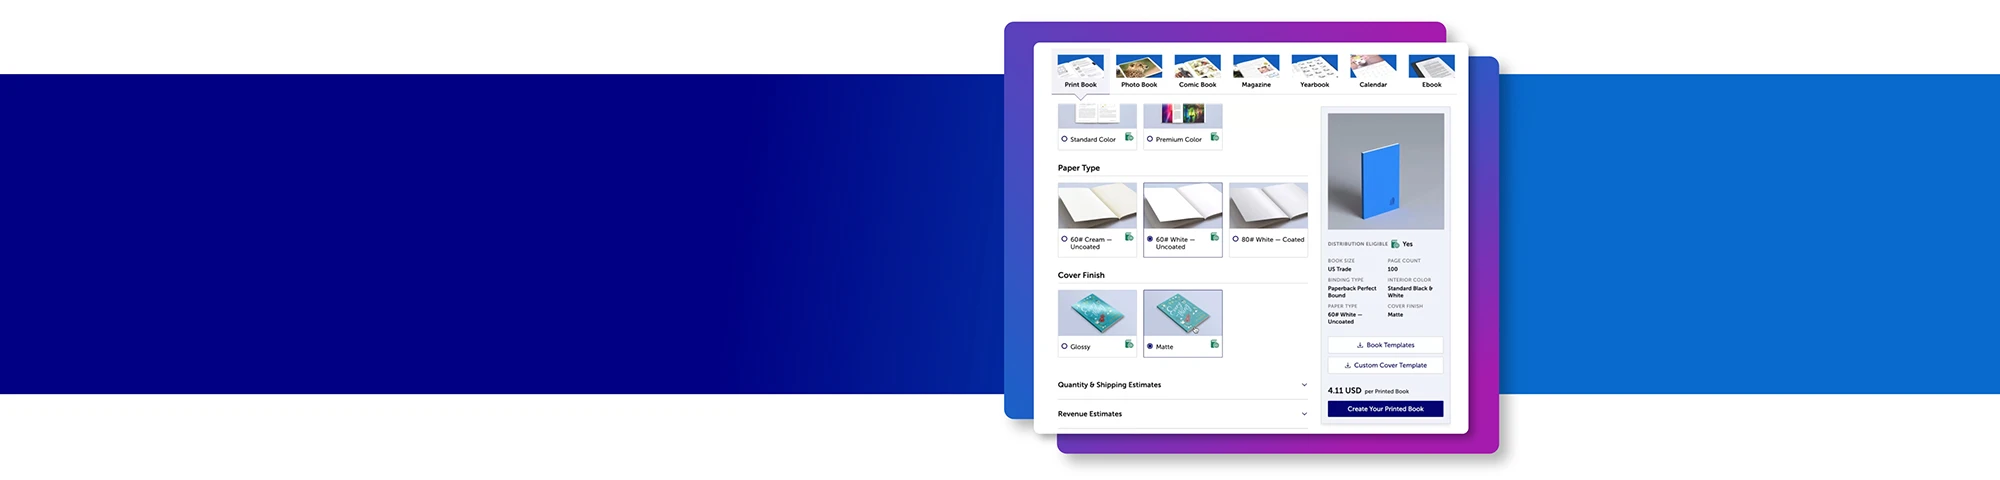 Print Book
Photo Book
Comic Book
Magazine
Yearbook
Calendar
Ebook
Standard Color
Premium Color
Paper Type
60# Cream —
Uncoated
60# White —
Uncoated
80# White — Coated
Cover Finish
Glossy
Matte
Quantity & Shipping Estimates
Revenue Estimates
DISTRIBUTION ELIGIBLE Yes
BOOK SIZE
US Trade
PAGE COUNT
100
BINDING TYPE
Paperback Perfect
Bound
INTERIOR COLOR
Standard Black &
White
PAPER TYPE
60# White —
Uncoated
COVER FINISH
Matte
Book Templates
Custom Cover Template
4.11 USD per Printed Book
Create Your Printed Book